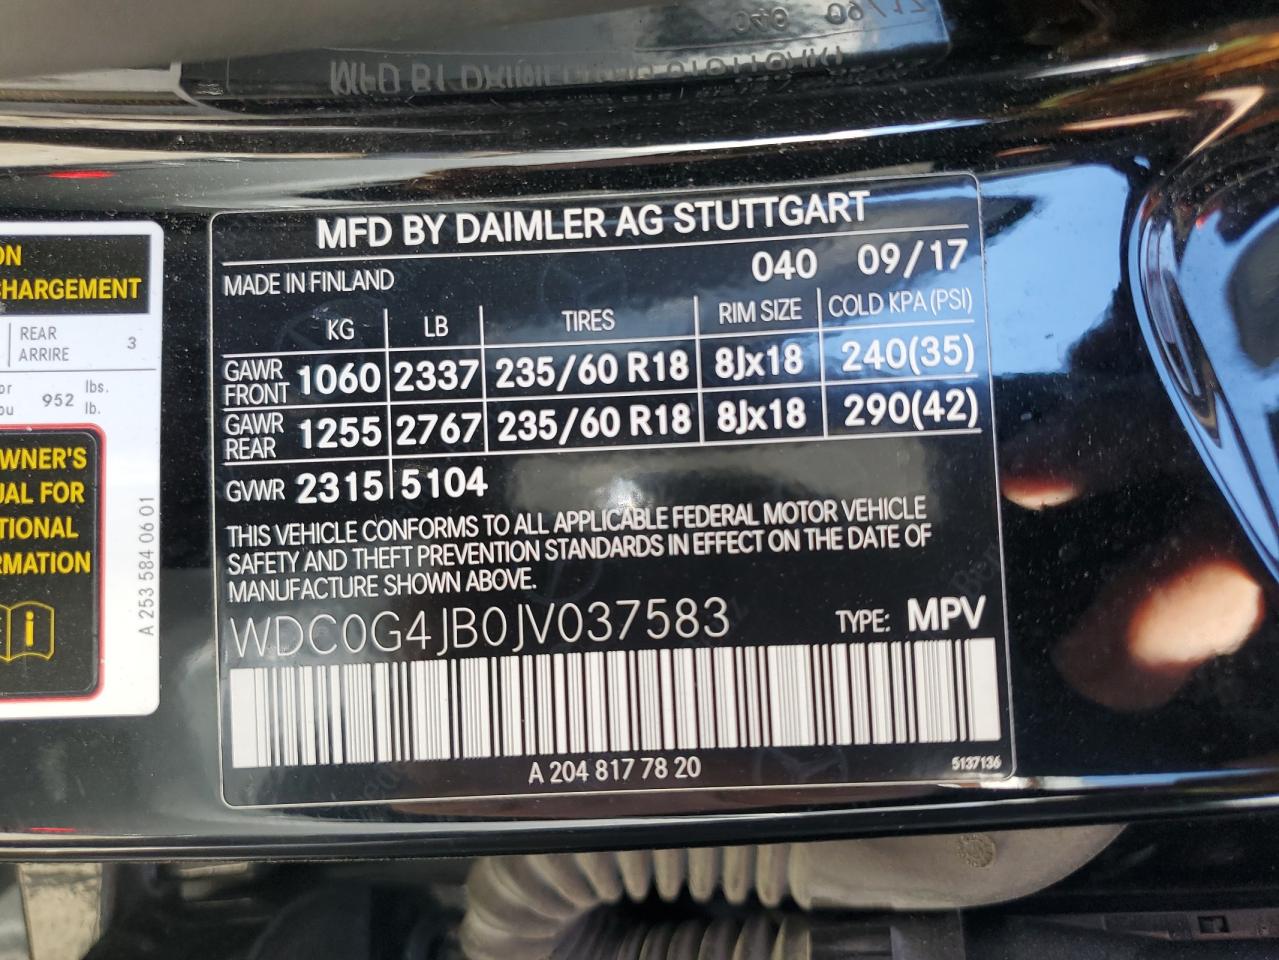 ON
CHARGEMENT
REAR
ARRIRE 3
or
ou 952 lbs.
lb.
WNER'S
UAL FOR
TIONAL
RMATION
A 253 584 06 01
MFD BY DAIMLER AG STUTTGART
MADE IN FINLAND 040 09/17
KG LB TIRES RIM SIZE COLD KPA (PSI)
GAWR FRONT 1060 2337 235/60 R18 8Jx18 240(35)
GAWR REAR 1255 2767 235/60 R18 8Jx18 290(42)
GVWR 2315 5104
THIS VEHICLE CONFORMS TO ALL APPLICABLE FEDERAL MOTOR VEHICLE
SAFETY AND THEFT PREVENTION STANDARDS IN EFFECT ON THE DATE OF
MANUFACTURE SHOWN ABOVE.
WDC0G4JB0JV037583 TYPE: MPV
A 204 817 78 20
5137136